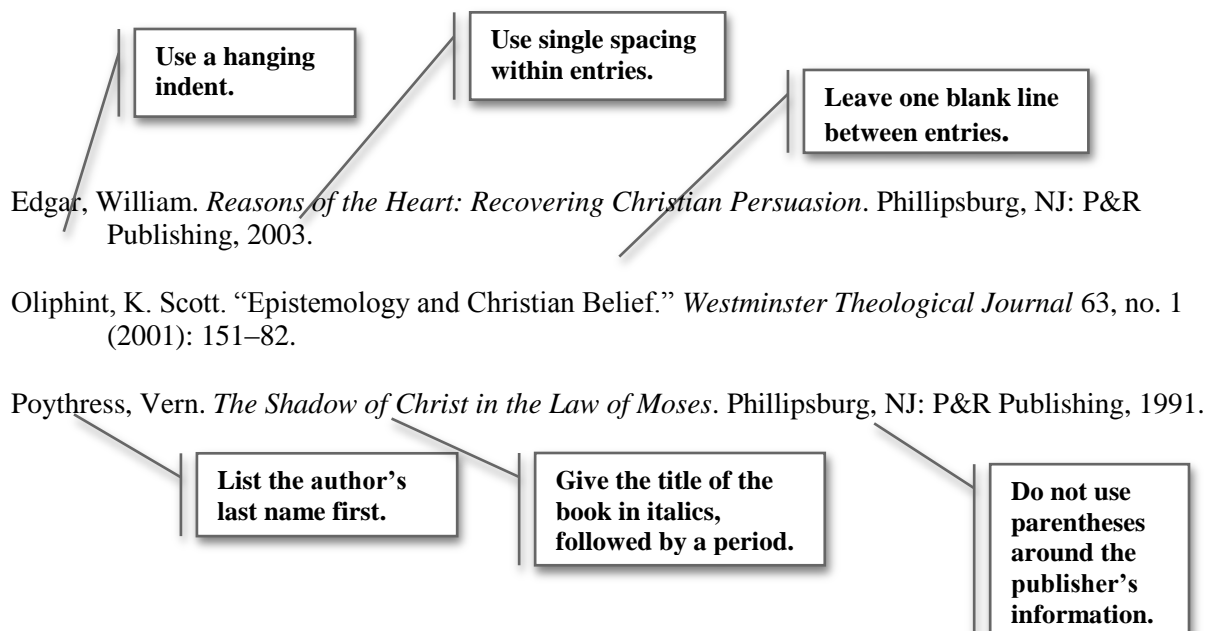 Use a hanging
indent.
Use single spacing
within entries.
Leave one blank line
between entries.
Edgar, William. Reasons of the Heart: Recovering Christian Persuasion. Phillipsburg, NJ: P&R
Publishing, 2003.
Oliphint, K. Scott. “Epistemology and Christian Belief.” Westminster Theological Journal 63, no. 1
(2001): 151–82.
Poythress, Vern. The Shadow of Christ in the Law of Moses. Phillipsburg, NJ: P&R Publishing, 1991.
List the author’s
last name first.
Give the title of the
book in italics,
followed by a period.
Do not use
parentheses
around the
publisher’s
information.